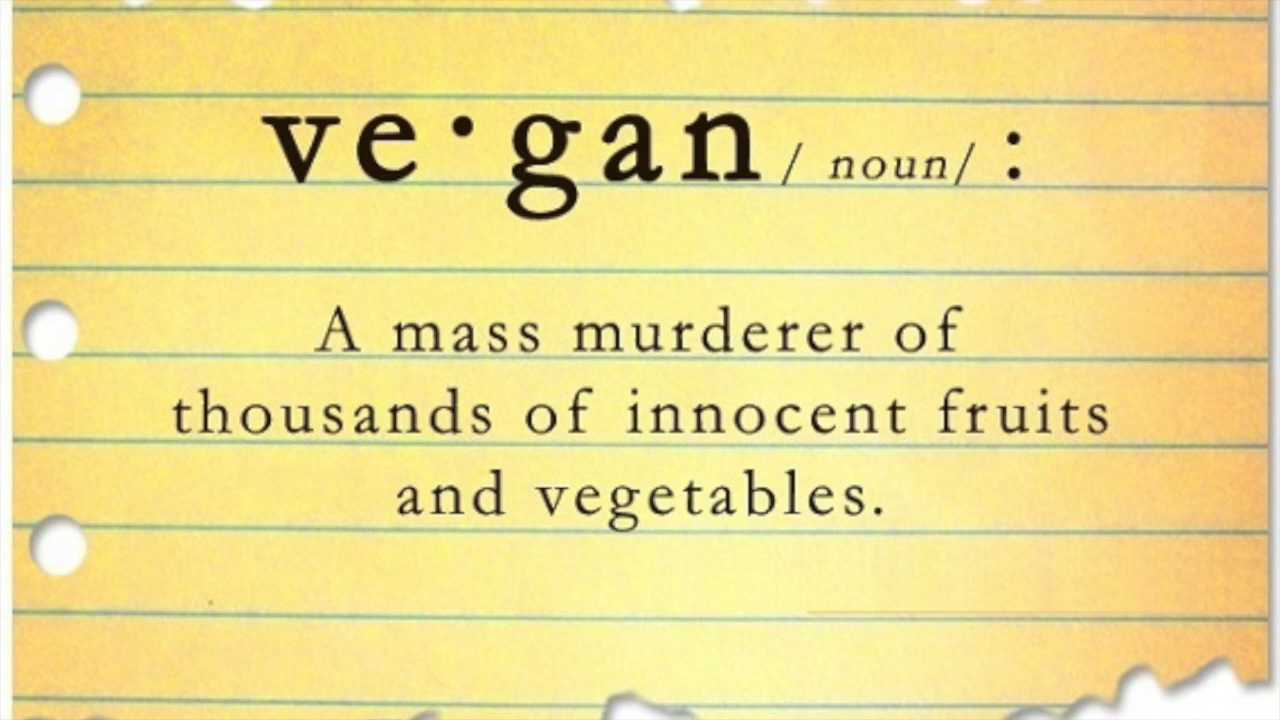 ve·gan / noun/ :
A mass murderer of
thousands of innocent fruits
and vegetables.